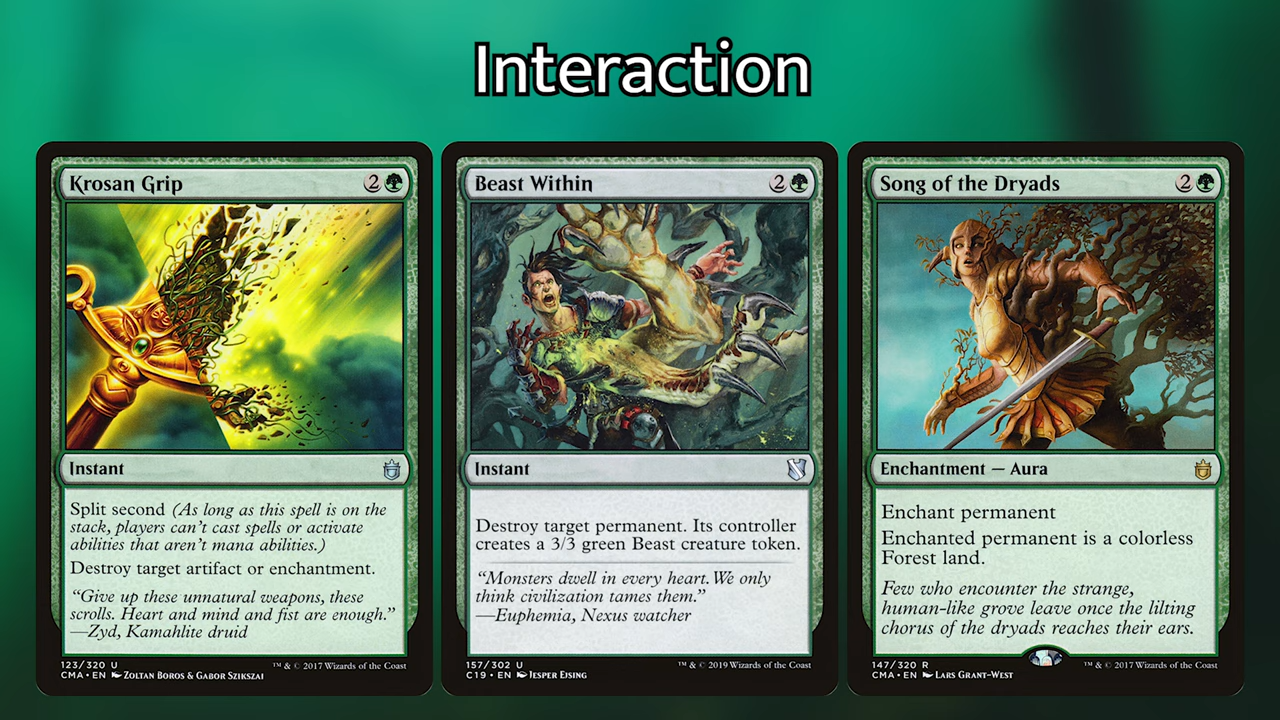 Interaction
Krosan Grip 2
Instant
Split second (As long as this spell is on the
stack, players can't cast spells or activate
abilities that aren't mana abilities.)
Destroy target artifact or enchantment.
"Give up these unnatural weapons, these
scrolls. Heart and mind and fist are enough."
—Zyd, Kamahlite druid
123/320 U
CMA • EN Zoltan Boros & Gabor Szikszai
™ & © 2017 Wizards of the Coast
Beast Within 2
Instant
Destroy target permanent. Its controller
creates a 3/3 green Beast creature token.
"Monsters dwell in every heart. We only
think civilization tames them."
—Euphemia, Nexus watcher
157/302 U
C19 • EN Jesper Ejsing
™ & © 2019 Wizards of the Coast
Song of the Dryads 2
Enchantment — Aura
Enchant permanent
Enchanted permanent is a colorless
Forest land.
Few who encounter the strange,
human-like grove leave once the lilting
chorus of the dryads reaches their ears.
147/320 R
CMA • EN Lars Grant-West
™ & © 2017 Wizards of the Coast